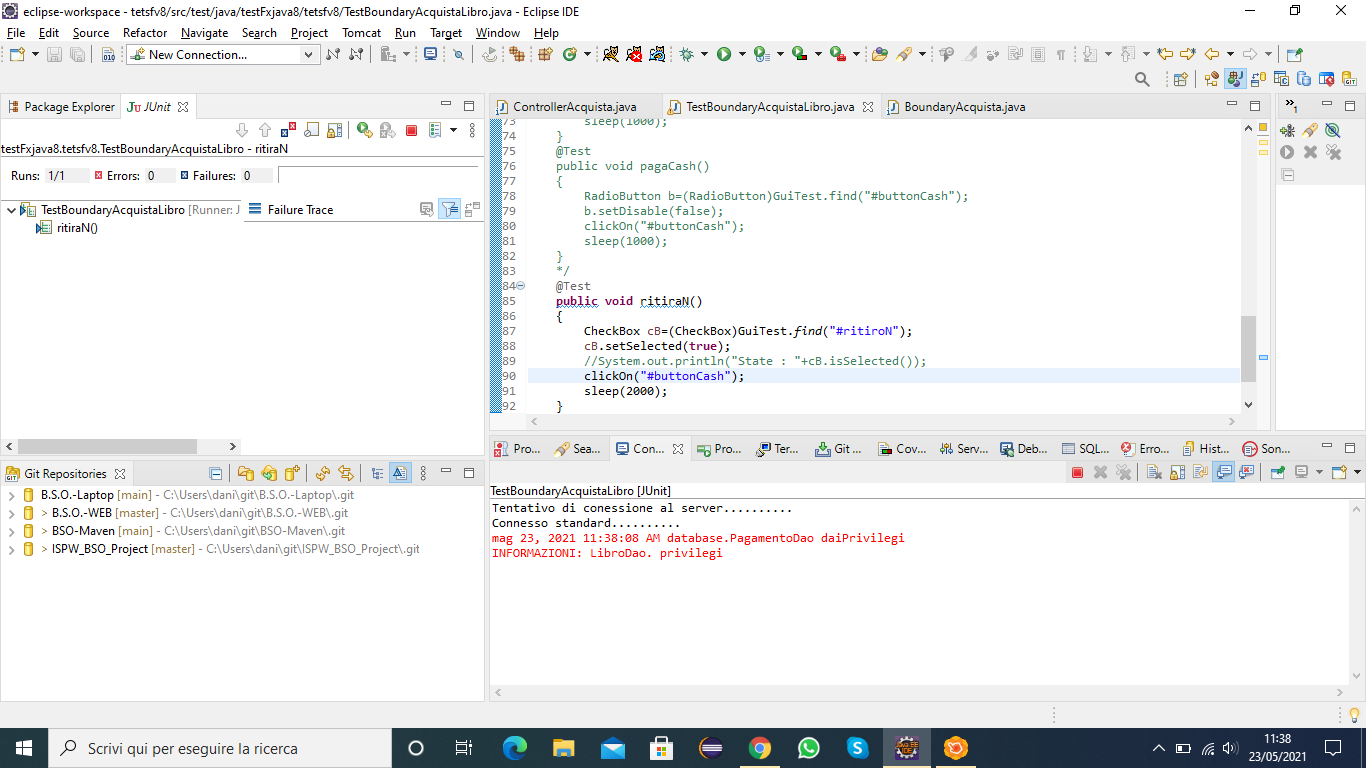 eclipse-workspace - tetsfv8/src/test/java/testFxjava8/tetsfv8/TestBoundaryAcquistaLibro.java - Eclipse IDE
File Edit Source Refactor Navigate Search Project Tomcat Run Target Window Help
New Connection...
Package Explorer
JUnit
testFxjava8.tetsfv8.TestBoundaryAcquistaLibro - ritiraN
Runs: 1/1 Errors: 0 Failures: 0
TestBoundaryAcquistaLibro [Runner: J
Failure Trace
ritiraN()
Git Repositories
B.S.O.-Laptop [main] - C:\Users\dani\git\B.S.O.-Laptop\.git
> B.S.O.-WEB [master] - C:\Users\dani\git\B.S.O.-WEB\.git
> BSO-Maven [main] - C:\Users\dani\git\BSO-Maven\.git
> ISPW_BSO_Project [master] - C:\Users\dani\git\ISPW_BSO_Project\.git
ControllerAcquista.java TestBoundaryAcquistaLibro.java BoundaryAcquista.java
73 sleep(1000);
74 }
75 @Test
76 public void pagaCash()
77 {
78 RadioButton b=(RadioButton)GuiTest.find("#buttonCash");
79 b.setDisable(false);
80 clickOn("#buttonCash");
81 sleep(1000);
82 }
83 */
84 @Test
85 public void ritiraN()
86 {
87 CheckBox cB=(CheckBox)GuiTest.find("#ritiroN");
88 cB.setSelected(true);
89 //System.out.println("State : "+cB.isSelected());
90 clickOn("#buttonCash");
91 sleep(2000);
92 }
Pro... Sea... Con... Pro... Ter... Git ... Cov... Serv... Deb... SQL... Erro... Hist... Son...
TestBoundaryAcquistaLibro [JUnit]
Tentativo di conessione al server..........
Connesso standard..........
mag 23, 2021 11:38:08 AM database.PagamentoDao daiPrivilegi
INFORMAZIONI: LibroDao. privilegi
Scrivi qui per eseguire la ricerca
11:38
23/05/2021